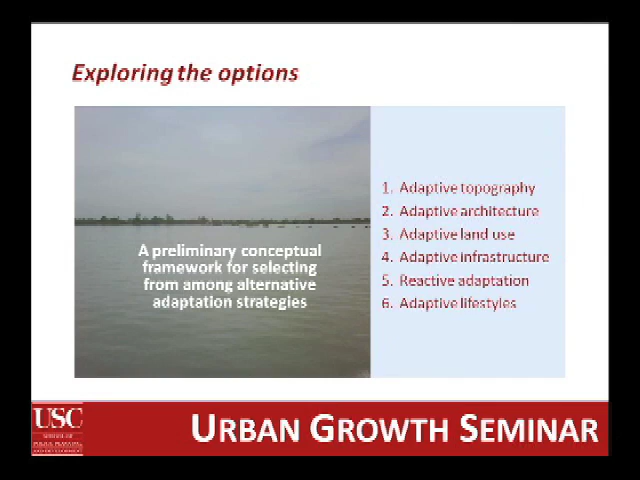 Exploring the options
A preliminary conceptual
framework for selecting
from among alternative
adaptation strategies
1. Adaptive topography
2. Adaptive architecture
3. Adaptive land use
4. Adaptive infrastructure
5. Reactive adaptation
6. Adaptive lifestyles
USC
URBAN GROWTH SEMINAR